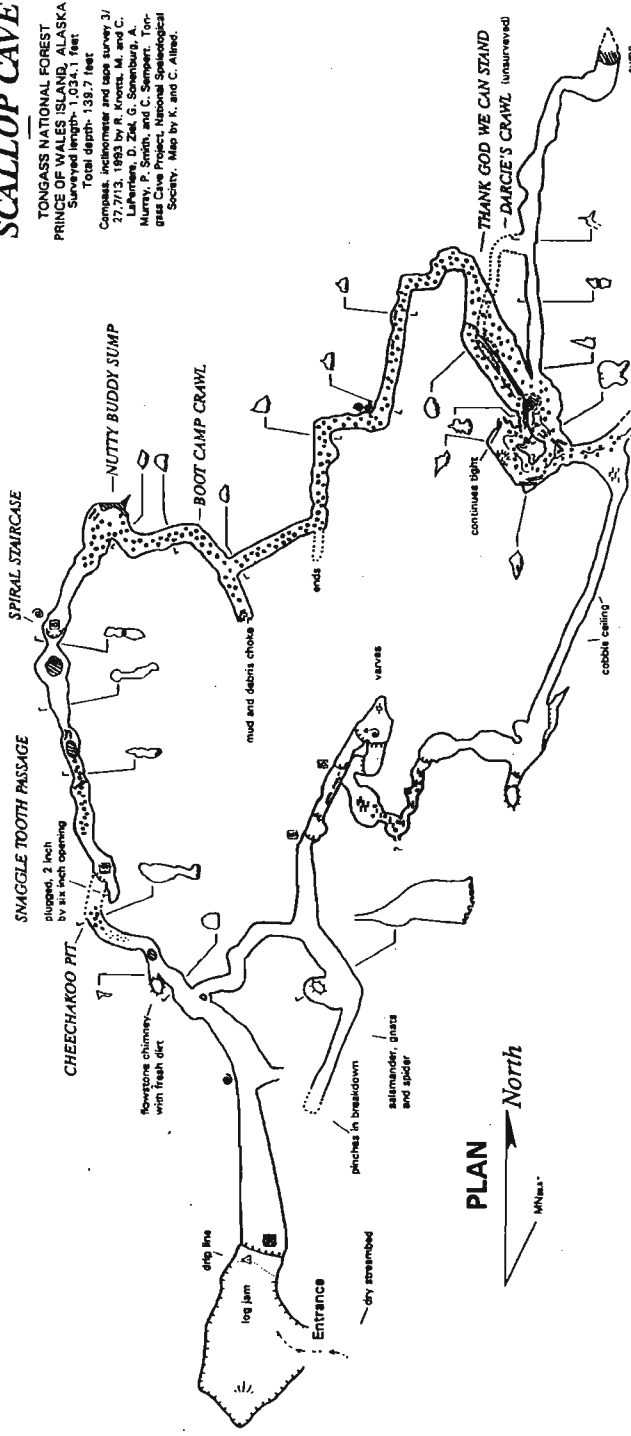 SCALLOP CAVE
TONGASS NATIONAL FOREST
PRINCE OF WALES ISLAND, ALASKA
Surveyed length- 1,034.1 feet
Total depth- 139.7 feet
Compass, inclinometer and tape survey 3/
27,7/13, 1993 by R. Knotts, M. and C.
LaPerriere, D. Ziel, G. Sonenburg, A.
Murray, P. Smith, and C. Sempert. Ton-
gass Cave Project, National Speleological
Society. Map by K. and C. Allred.
SPIRAL STAIRCASE
NUTTY BUDDY SUMP
SNAGGLE TOOTH PASSAGE
plugged, 2 inch
by six inch opening
CHEECHAKOO PIT
BOOT CAMP CRAWL
THANK GOD WE CAN STAND
DARCIE'S CRAWL (unsurveyed)
flowstone chimney
with fresh dirt
mud and debris choke
ends
continues tight
varves
?
cobble ceiling
drip line
log jam
Entrance
dry streambed
pinches in breakdown
salamander, gnats
and spider
PLAN
North